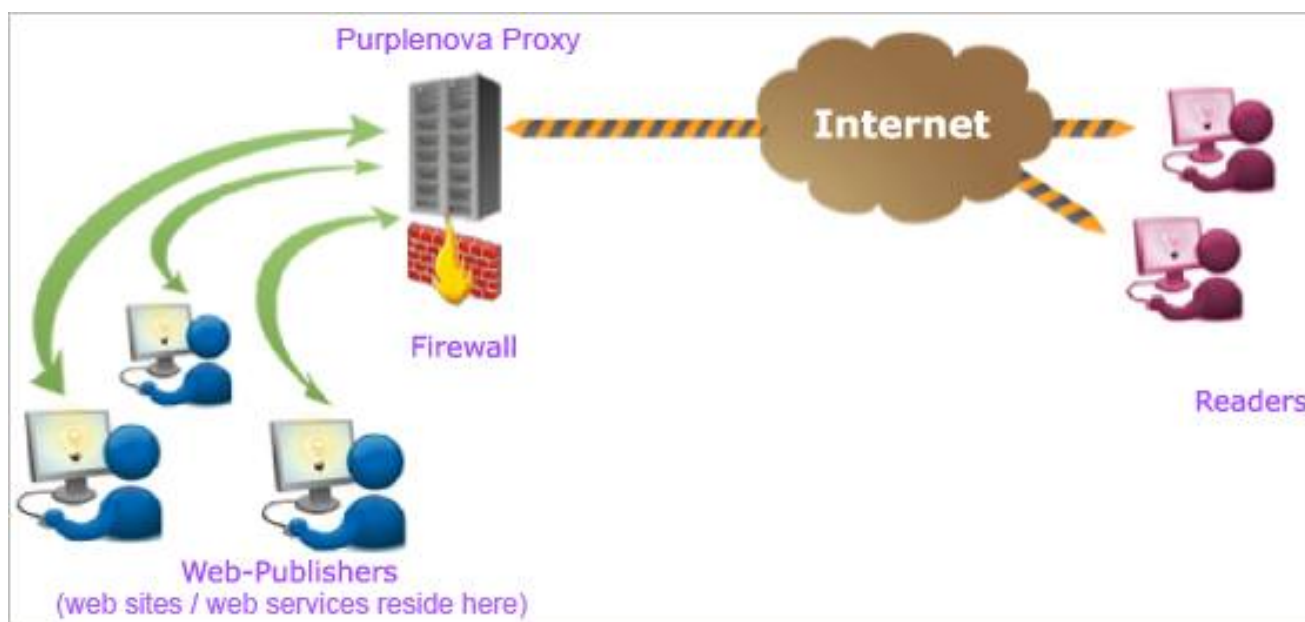 Purplenova Proxy
Internet
Firewall
Readers
Web-Publishers
(web sites / web services reside here)